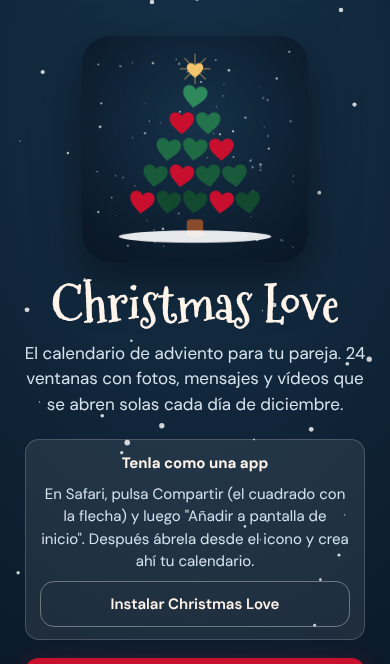 Christmas Love
El calendario de adviento para tu pareja. 24
ventanas con fotos, mensajes y vídeos que
se abren solas cada día de diciembre.
Tenla como una app
En Safari, pulsa Compartir (el cuadrado con
la flecha) y luego "Añadir a pantalla de
inicio". Después ábrela desde el icono y crea
ahí tu calendario.
Instalar Christmas Love